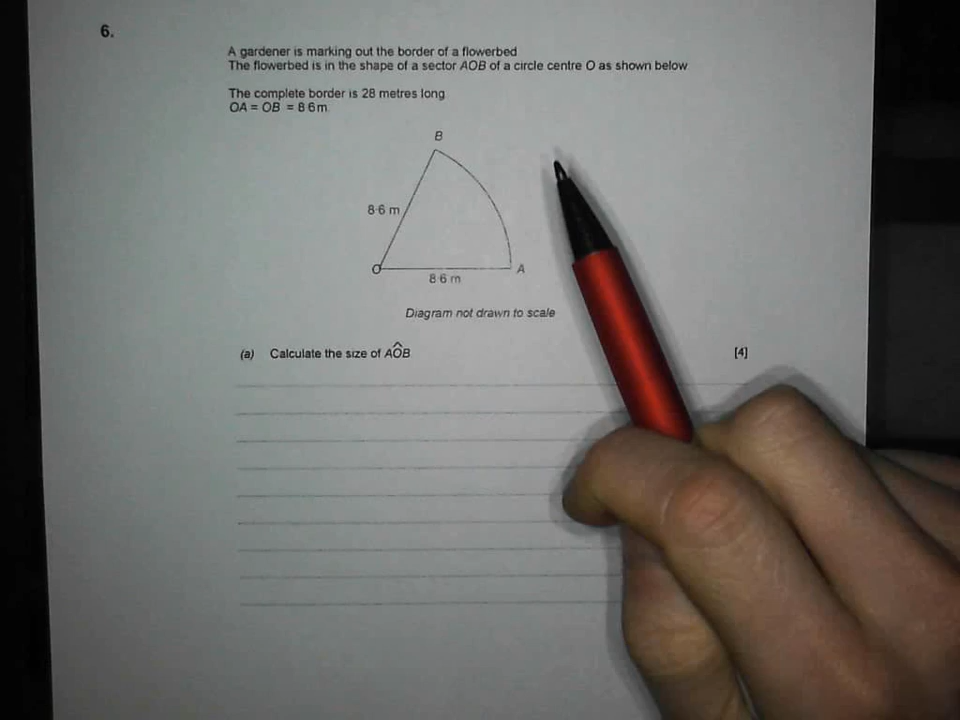 6.
A gardener is marking out the border of a flowerbed
The flowerbed is in the shape of a sector AOB of a circle centre O as shown below
The complete border is 28 metres long
OA = OB = 8 6m
B
8·6 m
O
A
8 6 m
Diagram not drawn to scale
(a) Calculate the size of AÔB [4]